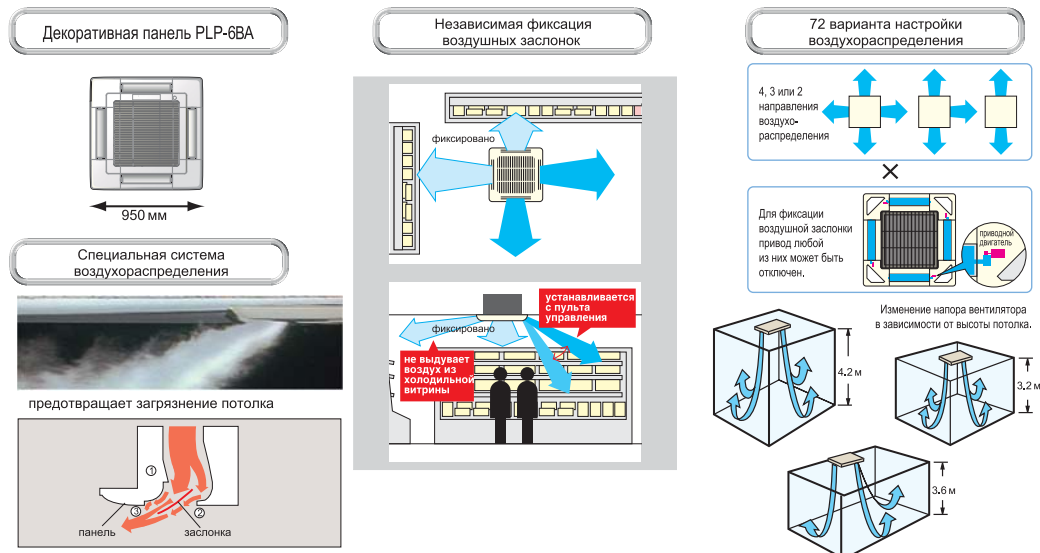 Декоративная панель PLP-6BA
950 мм
Специальная система
воздухораспределения
предотвращает загрязнение потолка
①
③
②
панель
заслонка
Независимая фиксация
воздушных заслонок
фиксировано
фиксировано
устанавливается
с пульта
управления
не выдувает
воздух из
холодильной
витрины
72 варианта настройки
воздухораспределения
4, 3 или 2
направления
воздухо-
распределения
×
Для фиксации
воздушной заслонки
привод любой
из них может быть
отключен.
приводной
двигатель
Изменение напора вентилятора
в зависимости от высоты потолка.
4.2 м
3.2 м
3.6 м